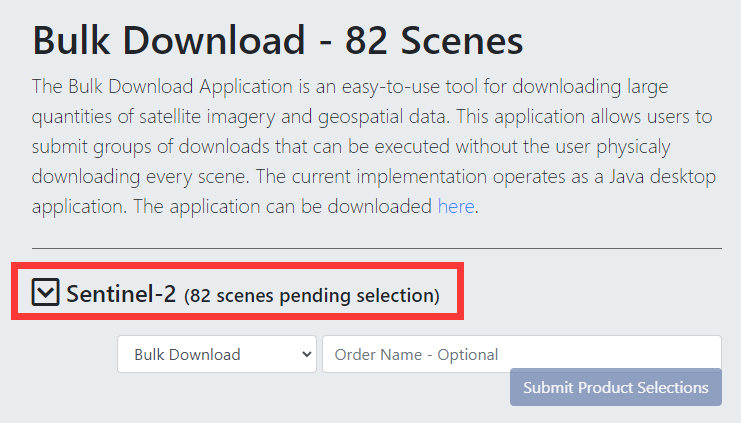 Bulk Download - 82 Scenes
The Bulk Download Application is an easy-to-use tool for downloading large
quantities of satellite imagery and geospatial data. This application allows users to
submit groups of downloads that can be executed without the user physicaly
downloading every scene. The current implementation operates as a Java desktop
application. The application can be downloaded here.
Sentinel-2 (82 scenes pending selection)
Bulk Download Order Name - Optional
Submit Product Selections